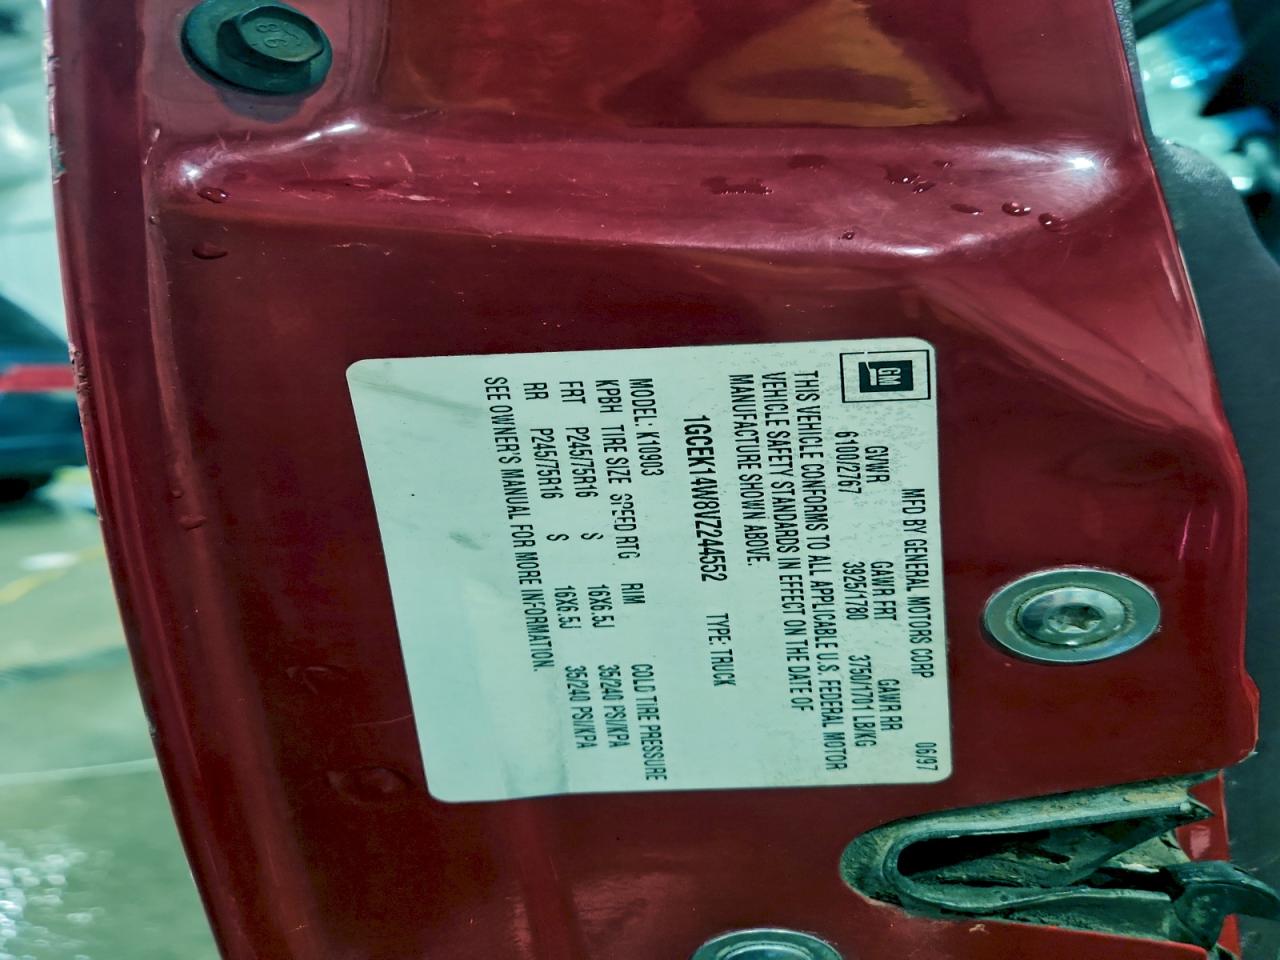 GM
MFD BY GENERAL MOTORS CORP 06/97
GVWR GAWR FRT GAWR RR
6100/2767 3925/1780 3750/1701 LB/KG
THIS VEHICLE CONFORMS TO ALL APPLICABLE U.S. FEDERAL MOTOR
VEHICLE SAFETY STANDARDS IN EFFECT ON THE DATE OF
MANUFACTURE SHOWN ABOVE.
1GCEK14W8VZ244552 TYPE: TRUCK
MODEL: K10903
KPBH TIRE SIZE SPEED RTG RIM COLD TIRE PRESSURE
FRT P245/75R16 S 16X6.5J 35/240 PSI/KPA
RR P245/75R16 S 16X6.5J 35/240 PSI/KPA
SEE OWNER'S MANUAL FOR MORE INFORMATION.
9.8